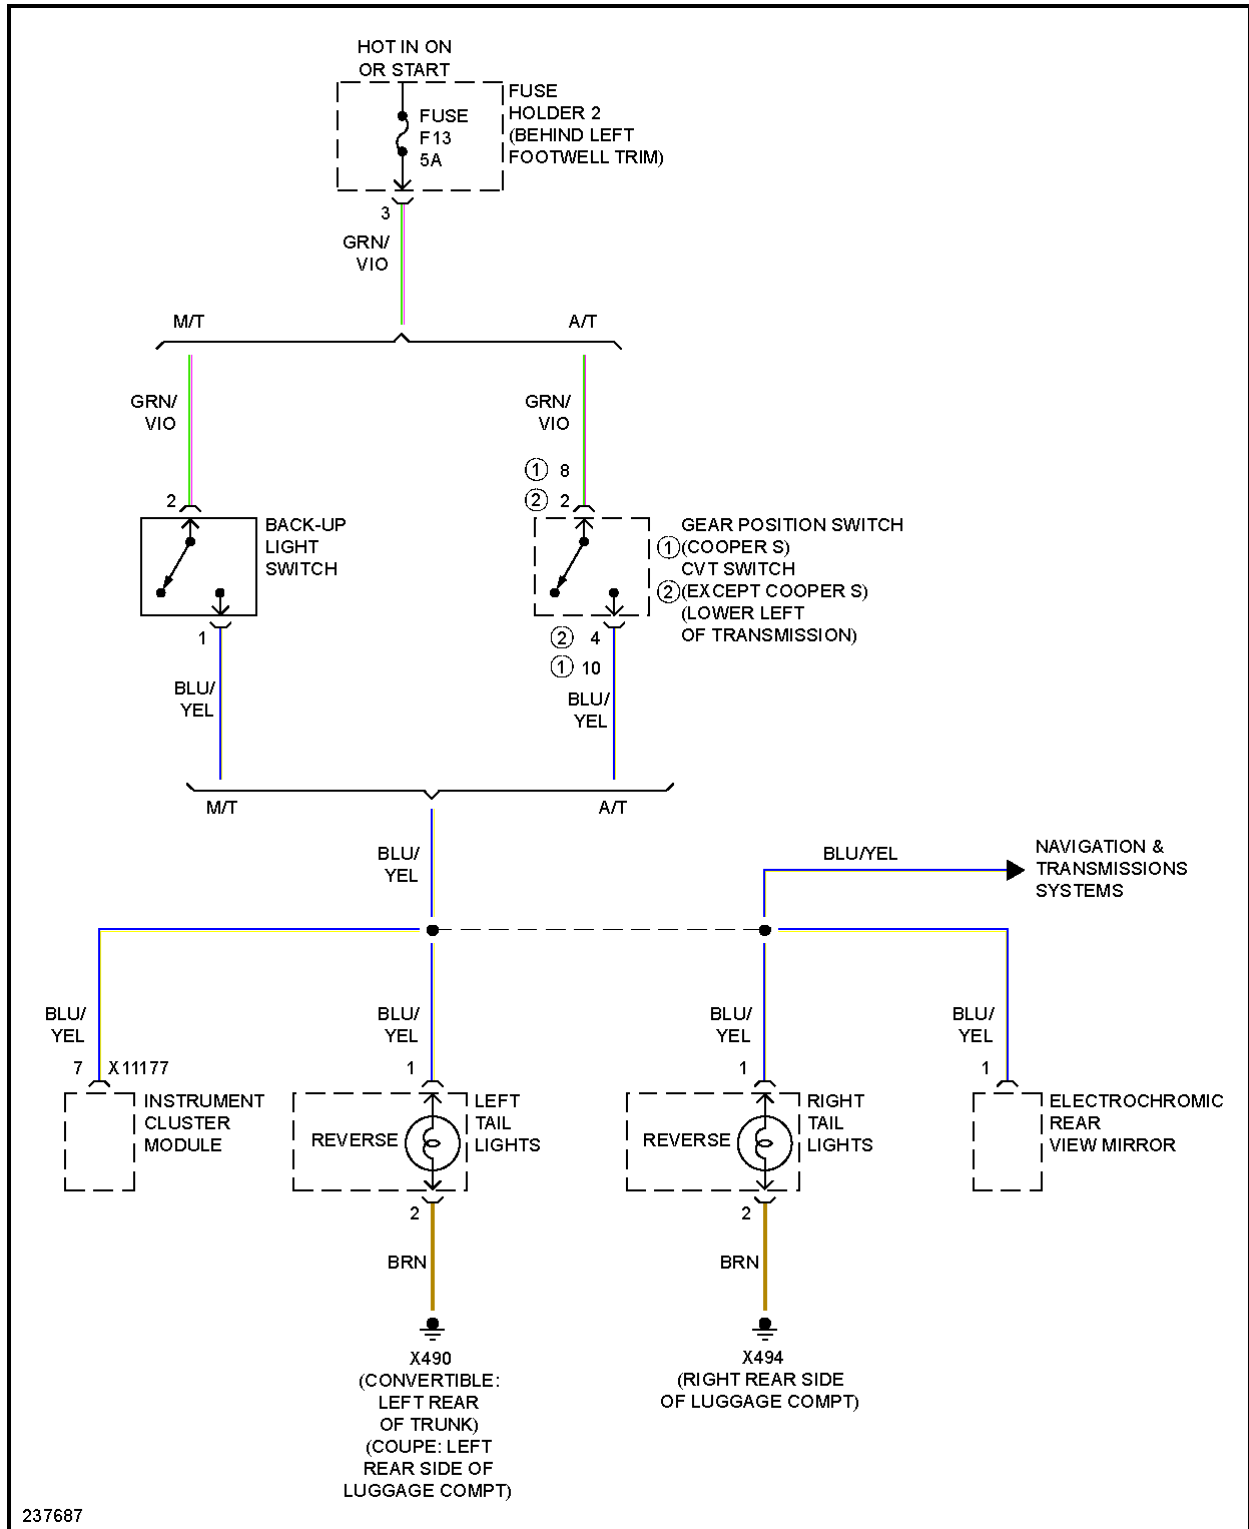 HOT IN ON
OR START
FUSE
F13
5A
FUSE
HOLDER 2
(BEHIND LEFT
FOOTWELL TRIM)
3
GRN/
VIO
M/T
A/T
GRN/
VIO
GRN/
VIO
1 8
2 2
2
BACK-UP
LIGHT
SWITCH
GEAR POSITION SWITCH
1 (COOPER S)
CVT SWITCH
2 (EXCEPT COOPER S)
(LOWER LEFT
OF TRANSMISSION)
1
2 4
1 10
BLU/
YEL
BLU/
YEL
M/T
A/T
BLU/
YEL
BLU/YEL
NAVIGATION &
TRANSMISSIONS
SYSTEMS
BLU/
YEL
BLU/
YEL
BLU/
YEL
BLU/
YEL
7 X11177
1
1
1
INSTRUMENT
CLUSTER
MODULE
REVERSE
LEFT
TAIL
LIGHTS
REVERSE
RIGHT
TAIL
LIGHTS
ELECTROCHROMIC
REAR
VIEW MIRROR
2
2
BRN
BRN
X490
(CONVERTIBLE:
LEFT REAR
OF TRUNK)
(COUPE: LEFT
REAR SIDE OF
LUGGAGE COMPT)
X494
(RIGHT REAR SIDE
OF LUGGAGE COMPT)
237687